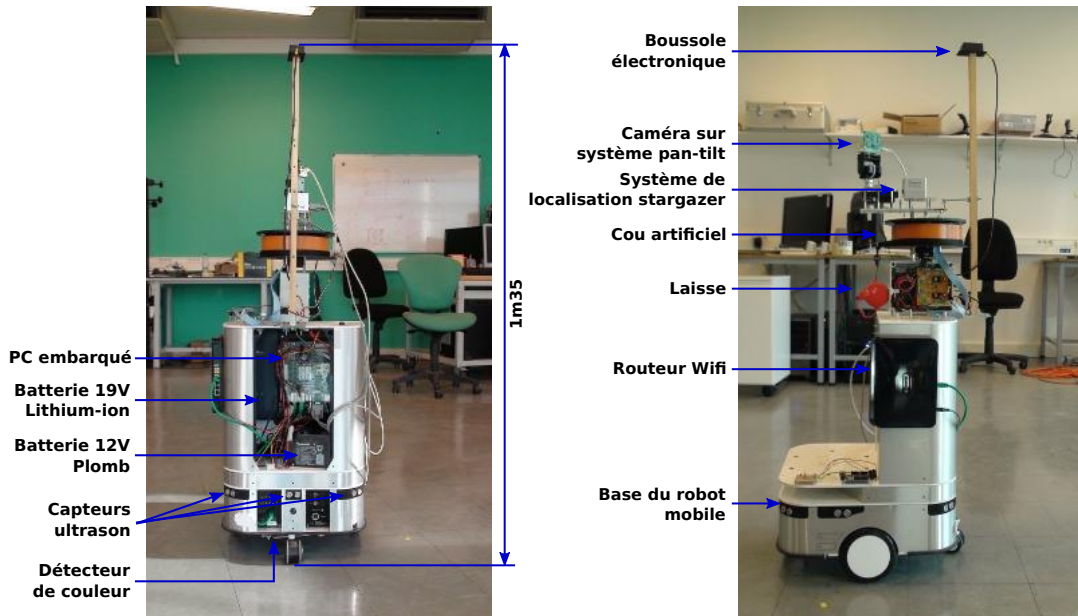 PC embarqué
Batterie 19V
Lithium-ion
Batterie 12V
Plomb
Capteurs
ultrason
Détecteur
de couleur
1m35
Boussole
électronique
Caméra sur
système pan-tilt
Système de
localisation stargazer
Cou artificiel
Laisse
Routeur Wifi
Base du robot
mobile